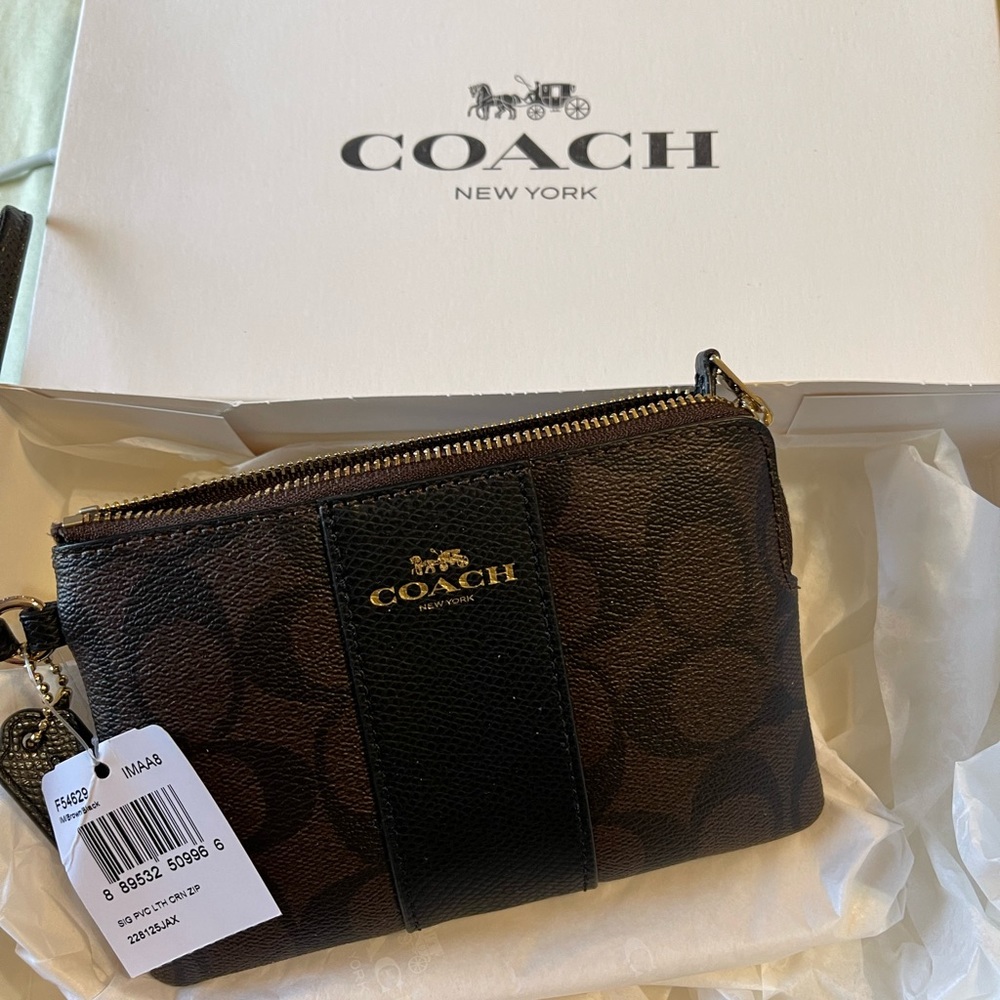 COACH
NEW YORK
COACH
NEW YORK
IMAA8
F54629
IM/Brown/Black
8 89532 50996 6
SIG PVC LTH CRN ZIP
228125JAX